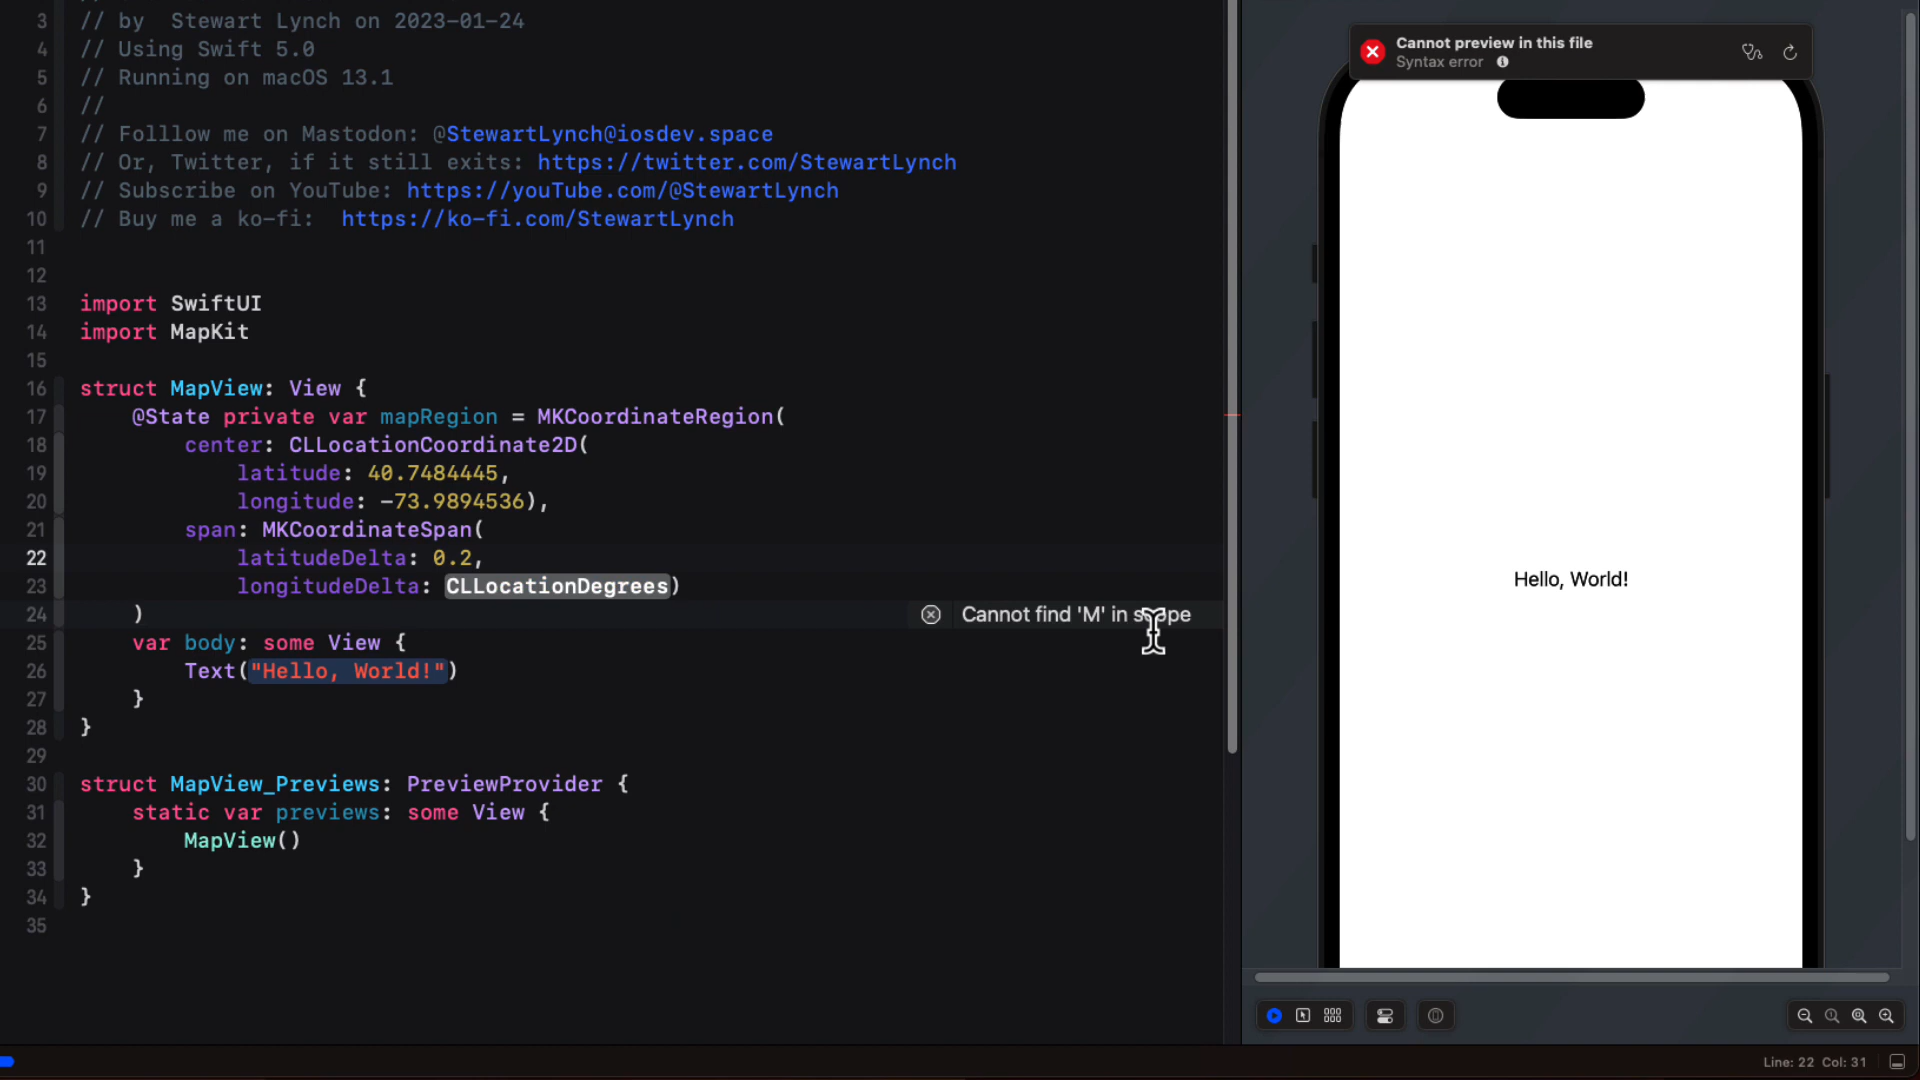 3 // by  Stewart Lynch on 2023-01-24
4 // Using Swift 5.0
5 // Running on macOS 13.1
6 //
7 // Folllow me on Mastodon: @StewartLynch@iosdev.space
8 // Or, Twitter, if it still exits: https://twitter.com/StewartLynch
9 // Subscribe on YouTube: https://youTube.com/@StewartLynch
10 // Buy me a ko-fi:  https://ko-fi.com/StewartLynch
11
12
13 import SwiftUI
14 import MapKit
15
16 struct MapView: View {
17     @State private var mapRegion = MKCoordinateRegion(
18         center: CLLocationCoordinate2D(
19             latitude: 40.7484445,
20             longitude: -73.9894536),
21         span: MKCoordinateSpan(
22             latitudeDelta: 0.2,
23             longitudeDelta: CLLocationDegrees)
24     ) Cannot find 'M' in scope
25     var body: some View {
26         Text("Hello, World!")
27     }
28 }
29
30 struct MapView_Previews: PreviewProvider {
31     static var previews: some View {
32         MapView()
33     }
34 }
35
Cannot preview in this file
Syntax error
Hello, World!
Line: 22 Col: 31